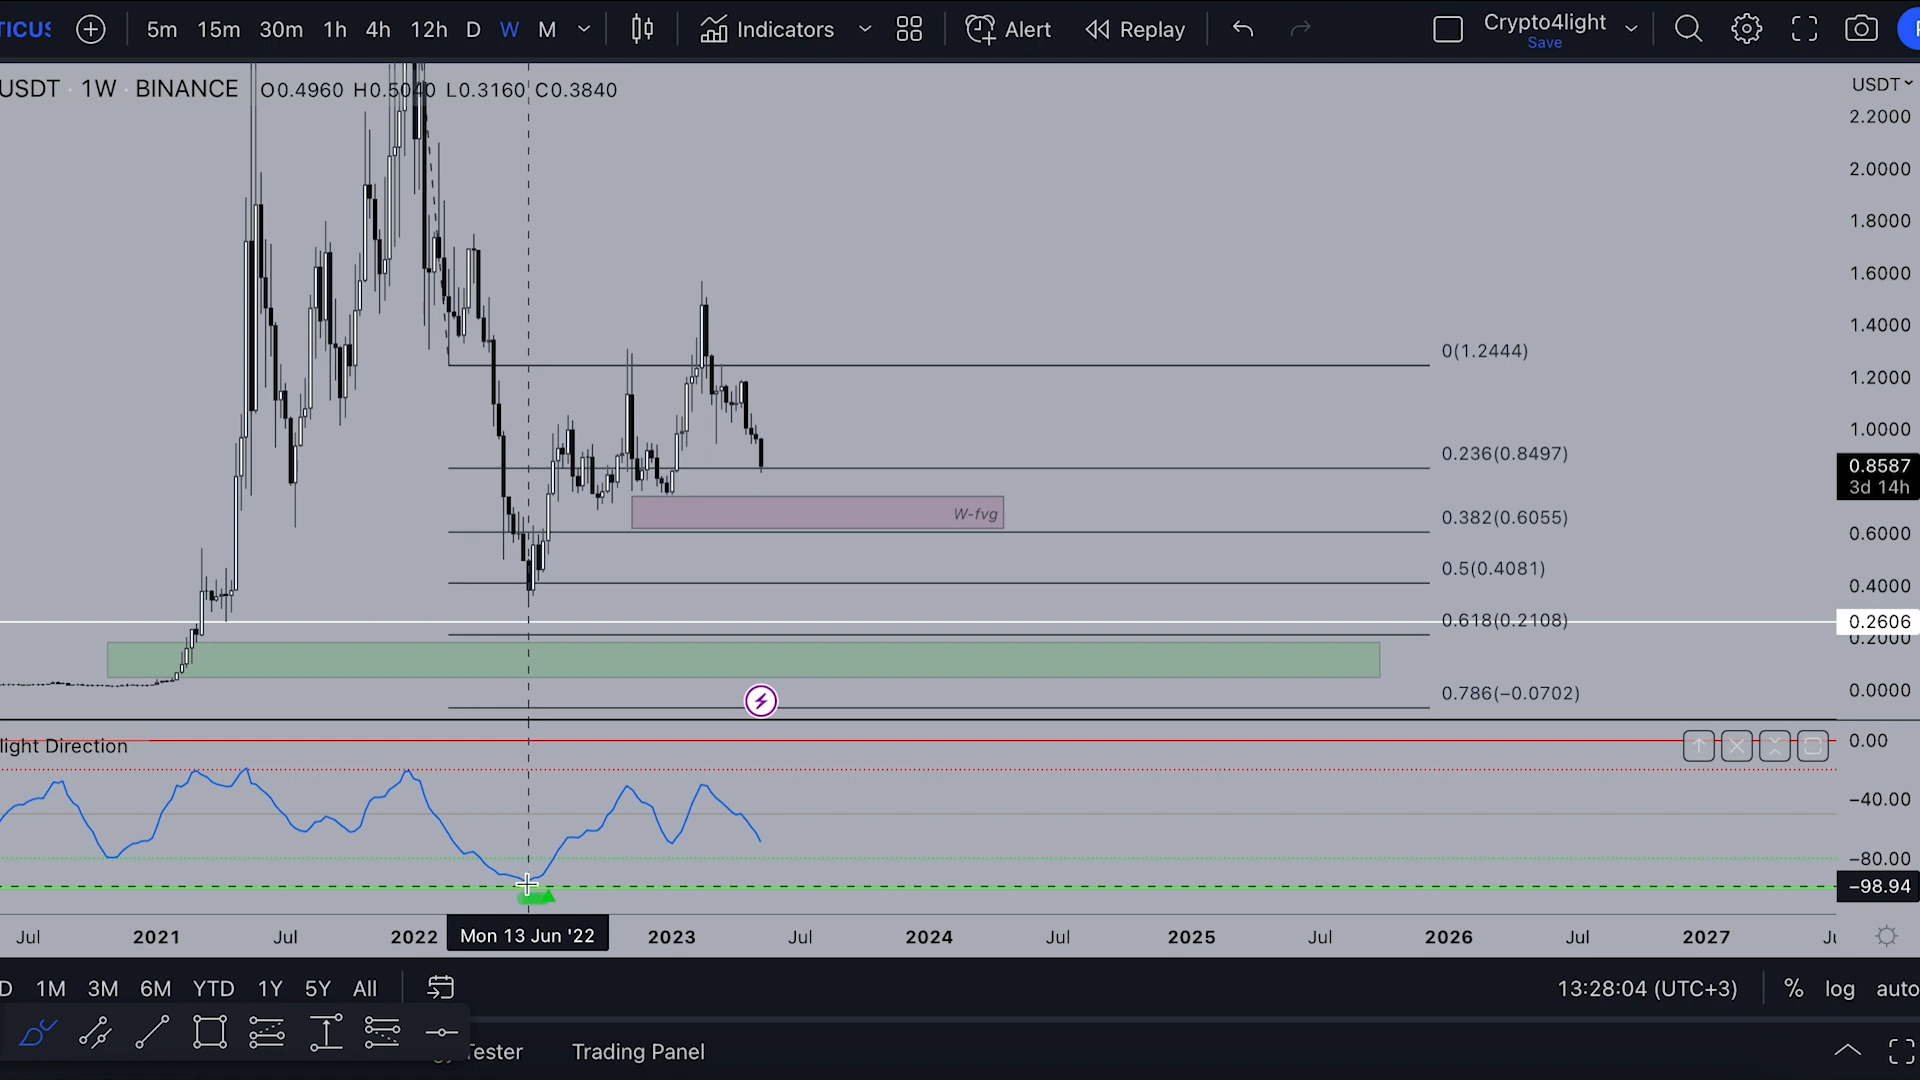 TICUS 5m 15m 30m 1h 4h 12h D W M Indicators Alert Replay Crypto4light
Save
USDT · 1W · BINANCE O0.4960 H0.5040 L0.3160 C0.3840
USDT
2.2000
2.0000
1.8000
1.6000
1.4000
0(1.2444)
1.2000
1.0000
0.236(0.8497)
0.8587
3d 14h
W-fvg
0.382(0.6055)
0.6000
0.5(0.4081)
0.4000
0.618(0.2108)
0.2606
0.2000
0.786(−0.0702)
0.0000
light Direction
0.00
−40.00
−80.00
−98.94
Jul 2021 Jul 2022 Mon 13 Jun '22 2023 Jul 2024 Jul 2025 Jul 2026 Jul 2027
D 1M 3M 6M YTD 1Y 5Y All 13:28:04 (UTC+3) % log auto
Tester Trading Panel